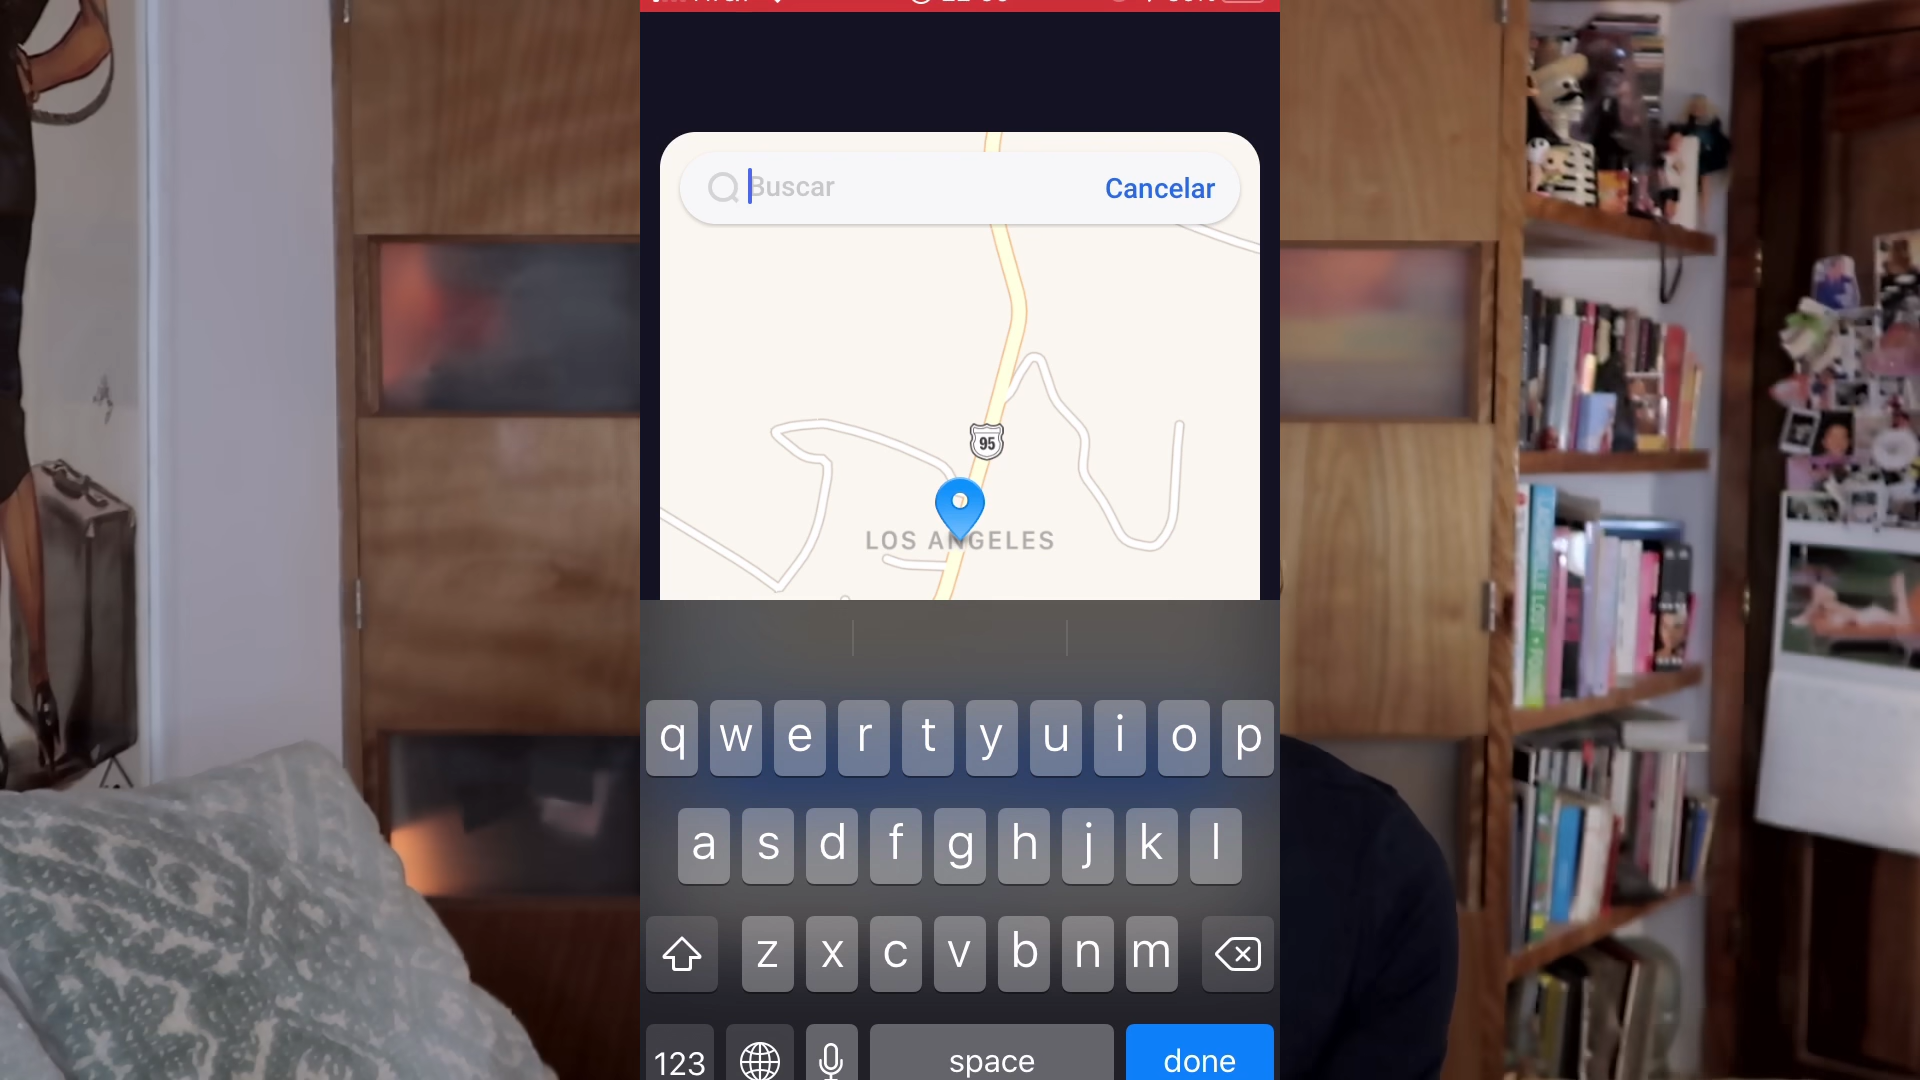 Buscar
Cancelar
95
LOS ANGELES
q w e r t y u i o p
a s d f g h j k l
z x c v b n m
123 space done